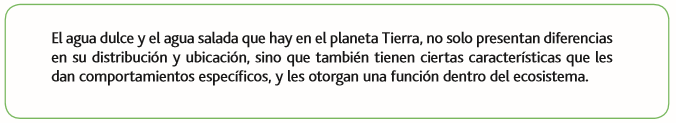 El agua dulce y el agua salada que hay en el planeta Tierra, no solo presentan diferencias
en su distribución y ubicación, sino que también tienen ciertas características que les
dan comportamientos específicos, y les otorgan una función dentro del ecosistema.